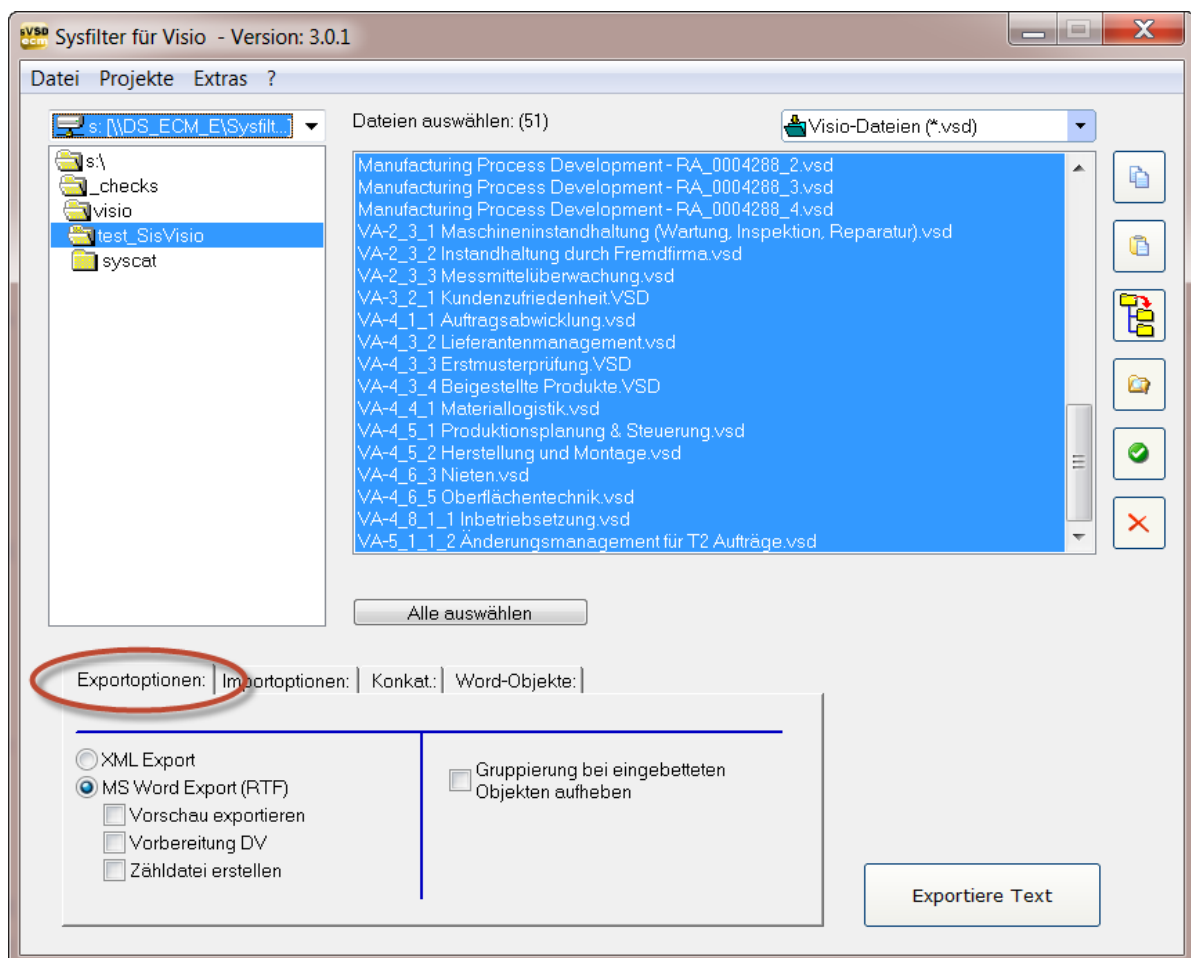 sVSD
ecm
Sysfilter für Visio - Version: 3.0.1
Datei Projekte Extras ?
s: [\\DS_ECM_E\Sysfilt...]
Dateien auswählen: (51)
Visio-Dateien (*.vsd)
s:\
_checks
visio
test_SisVisio
syscat
Manufacturing Process Development - RA_0004288_2.vsd
Manufacturing Process Development - RA_0004288_3.vsd
Manufacturing Process Development - RA_0004288_4.vsd
VA-2_3_1 Maschineninstandhaltung (Wartung, Inspektion, Reparatur).vsd
VA-2_3_2 Instandhaltung durch Fremdfirma.vsd
VA-2_3_3 Messmittelüberwachung.vsd
VA-3_2_1 Kundenzufriedenheit.VSD
VA-4_1_1 Auftragsabwicklung.vsd
VA-4_3_2 Lieferantenmanagement.vsd
VA-4_3_3 Erstmusterprüfung.VSD
VA-4_3_4 Beigestellte Produkte.VSD
VA-4_4_1 Materiallogistik.vsd
VA-4_5_1 Produktionsplanung & Steuerung.vsd
VA-4_5_2 Herstellung und Montage.vsd
VA-4_6_3 Nieten.vsd
VA-4_6_5 Oberflächentechnik.vsd
VA-4_8_1_1 Inbetriebsetzung.vsd
VA-5_1_1_2 Änderungsmanagement für T2 Aufträge.vsd
Alle auswählen
Exportoptionen: Importoptionen: Konkat.: Word-Objekte:
XML Export
MS Word Export (RTF)
Vorschau exportieren
Vorbereitung DV
Zähldatei erstellen
Gruppierung bei eingebetteten
Objekten aufheben
Exportiere Text